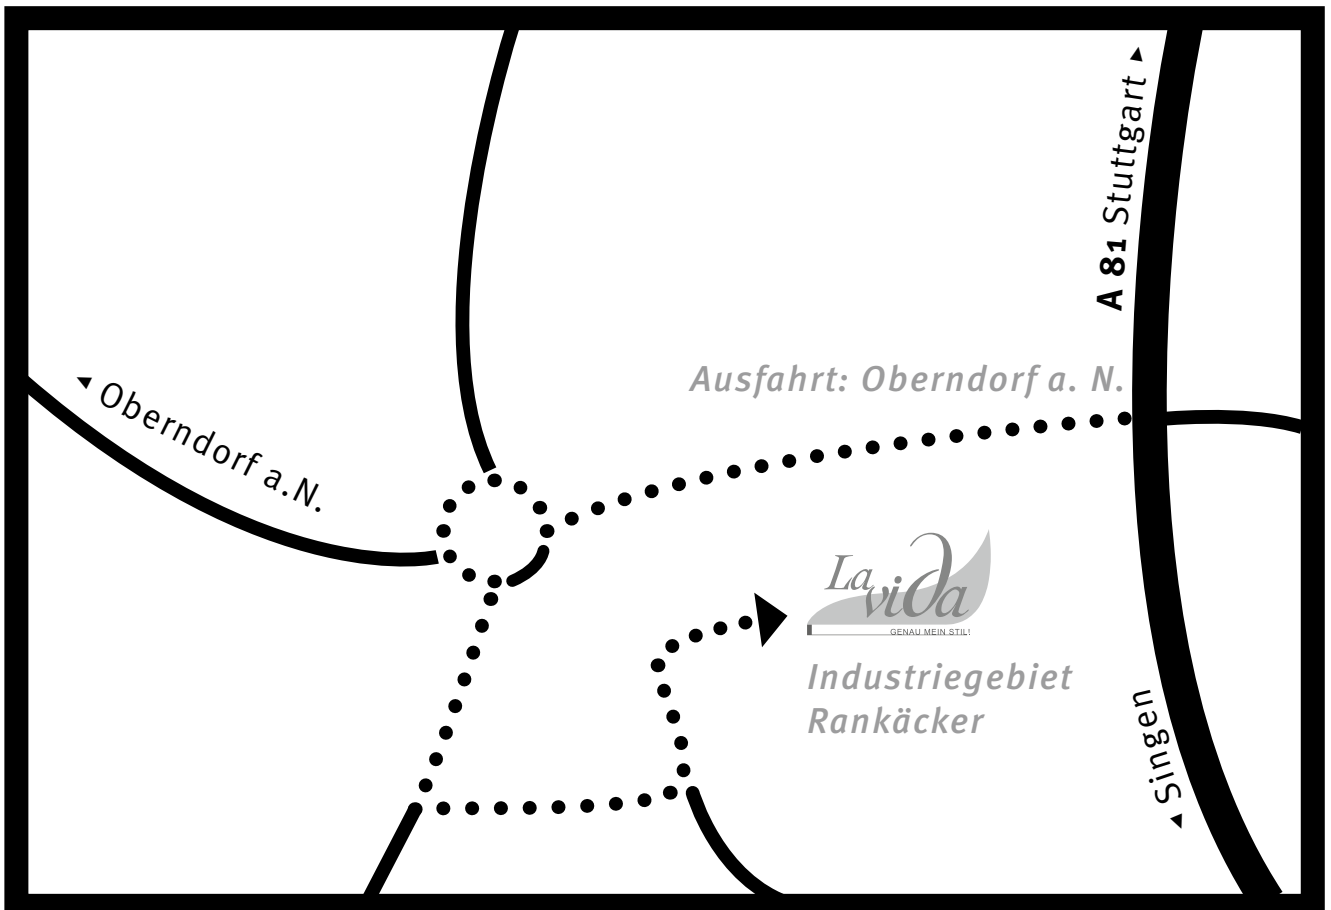 A 81 Stuttgart
Ausfahrt: Oberndorf a. N.
Oberndorf a.N.
La vida
GENAU MEIN STIL!
Industriegebiet
Rankäcker
Singen